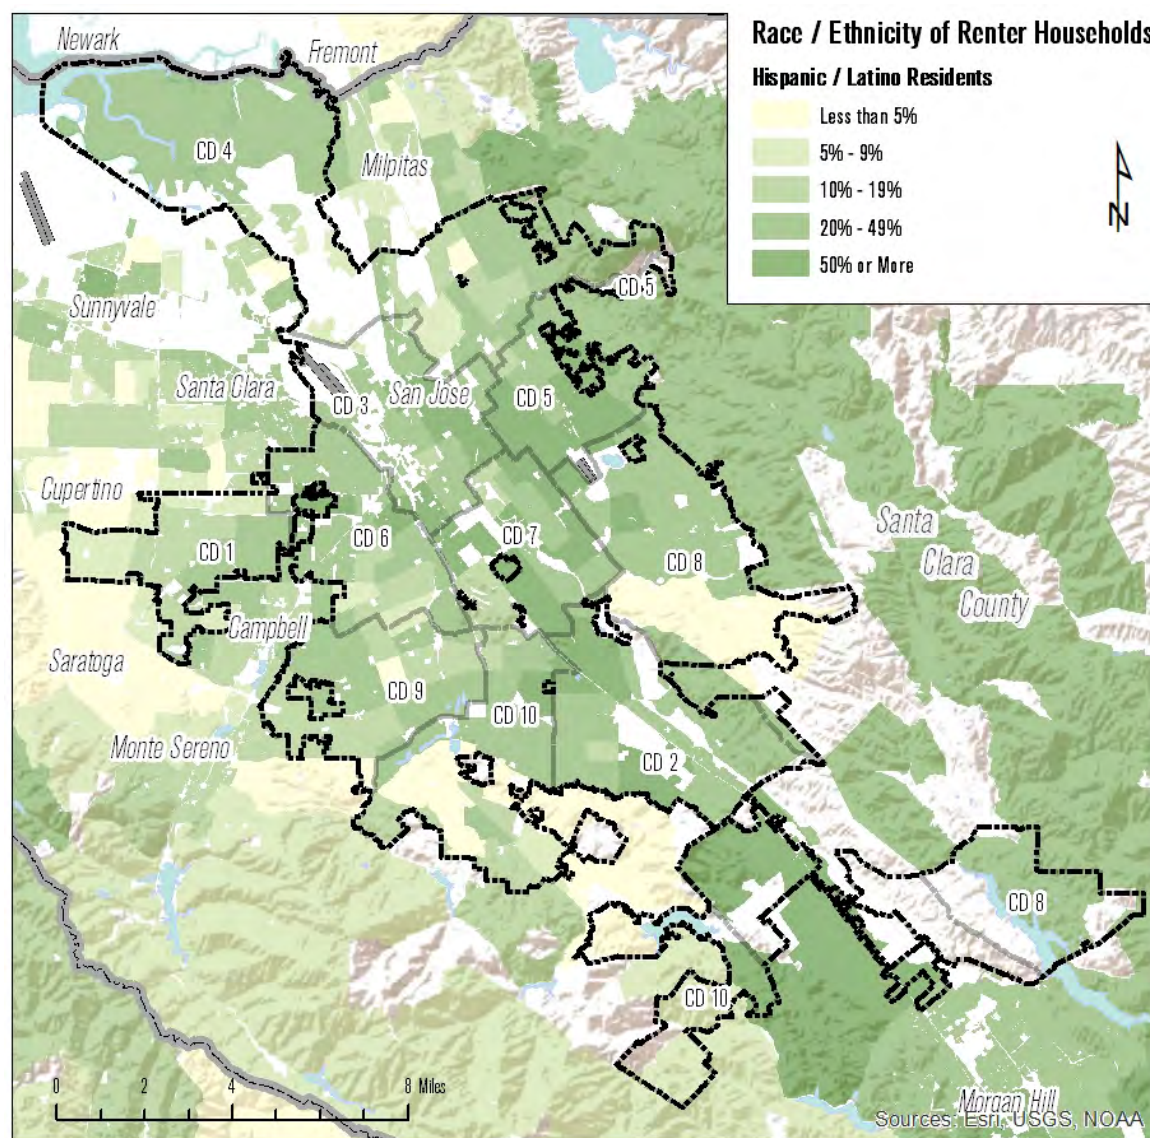 Race / Ethnicity of Renter Households
Hispanic / Latino Residents
Less than 5%
5% - 9%
10% - 19%
20% - 49%
50% or More
N
Newark
Fremont
CD 4
Milpitas
CD 5
Sunnyvale
Santa Clara
San Jose
CD 3
CD 5
Cupertino
CD 1
CD 6
CD 7
CD 8
Santa
Clara
County
Campbell
Saratoga
CD 9
CD 10
Monte Sereno
CD 2
CD 8
CD 10
0 2 4 8 Miles
Morgan Hill
Sources: Esri, USGS, NOAA